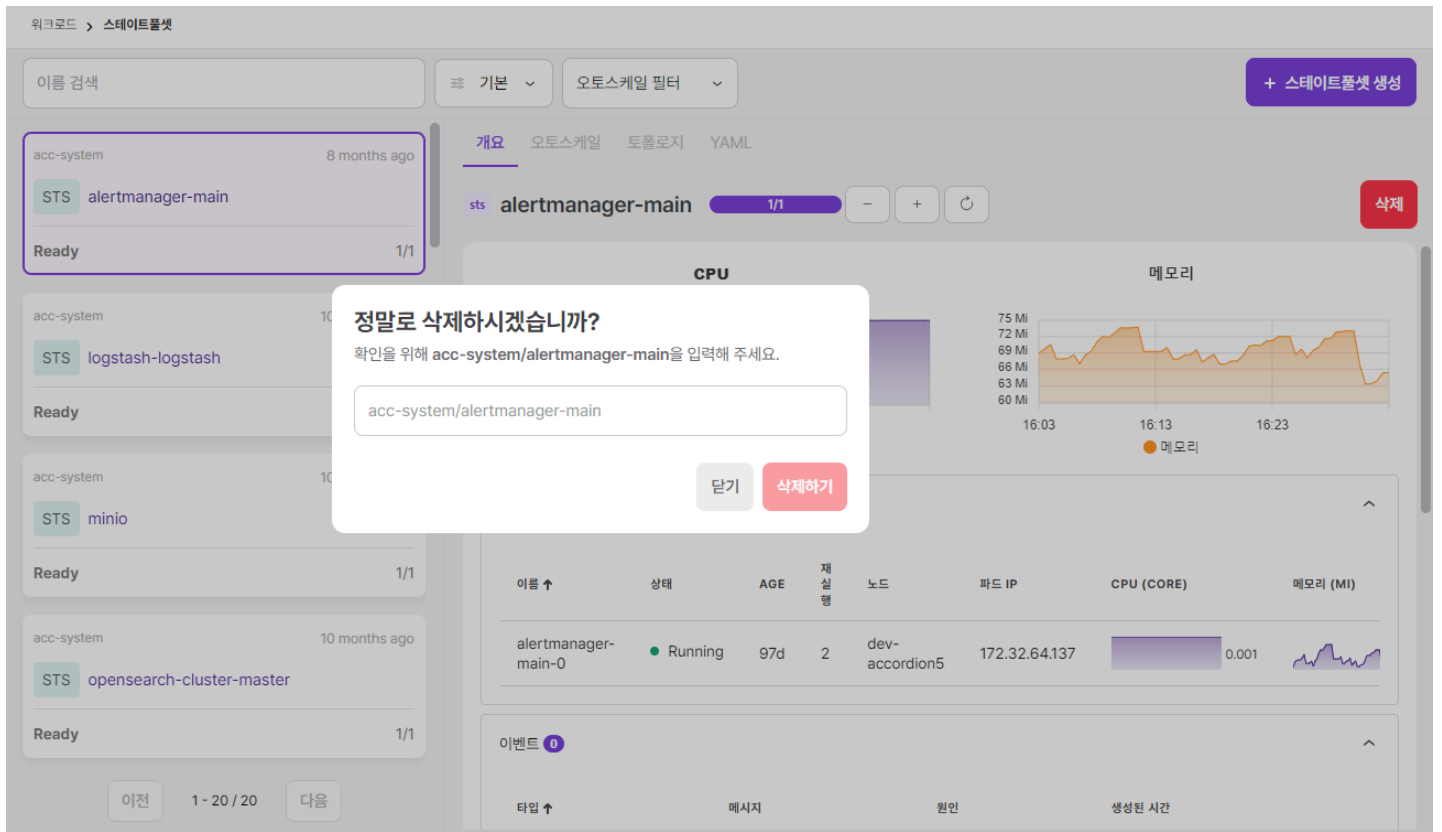 워크로드 > 스테이트풀셋
이름 검색
기본
오토스케일 필터
+ 스테이트풀셋 생성
acc-system 8 months ago
STS alertmanager-main
Ready 1/1
acc-system 10
STS logstash-logstash
Ready
acc-system 10
STS minio
Ready 1/1
acc-system 10 months ago
STS opensearch-cluster-master
Ready 1/1
이전 1 - 20 / 20 다음
개요 오토스케일 토폴로지 YAML
sts alertmanager-main 1/1 - +
삭제
CPU
메모리
75 Mi
72 Mi
69 Mi
66 Mi
63 Mi
60 Mi
16:03 16:13 16:23
메모리
정말로 삭제하시겠습니까?
확인을 위해 acc-system/alertmanager-main을 입력해 주세요.
acc-system/alertmanager-main
닫기 삭제하기
이름 상태 AGE 재실행 노드 파드 IP CPU (CORE) 메모리 (MI)
alertmanager-main-0 Running 97d 2 dev-accordion5 172.32.64.137 0.001
이벤트 0
타입 메시지 원인 생성된 시간